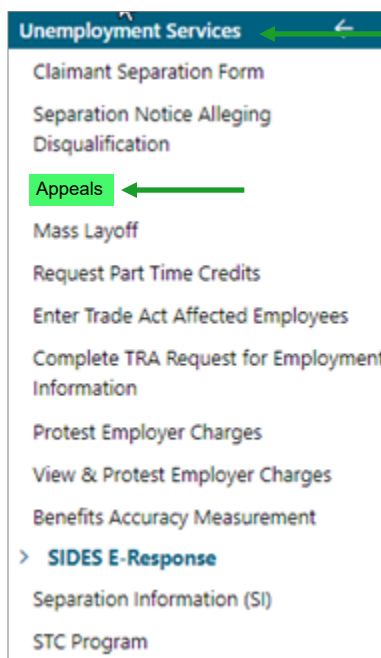 Unemployment Services
Claimant Separation Form
Separation Notice Alleging
Disqualification
Appeals
Mass Layoff
Request Part Time Credits
Enter Trade Act Affected Employees
Complete TRA Request for Employment
Information
Protest Employer Charges
View & Protest Employer Charges
Benefits Accuracy Measurement
SIDES E-Response
Separation Information (SI)
STC Program